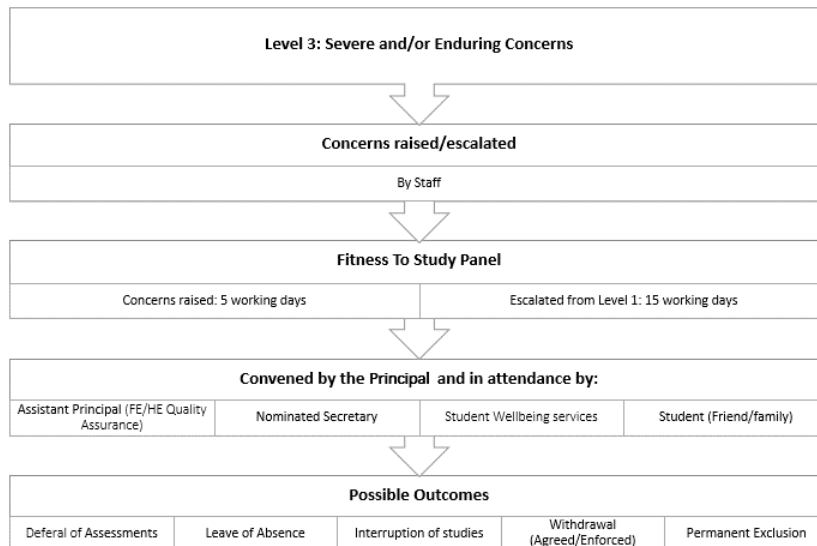 Level 3: Severe and/or Enduring Concerns
Concerns raised/escalated
By Staff
Fitness To Study Panel
Concerns raised: 5 working days
Escalated from Level 1: 15 working days
Convened by the Principal and in attendance by:
Assistant Principal (FE/HE Quality
Assurance)
Nominated Secretary
Student Wellbeing services
Student (Friend/family)
Possible Outcomes
Deferal of Assessments
Leave of Absence
Interruption of studies
Withdrawal
(Agreed/Enforced)
Permanent Exclusion